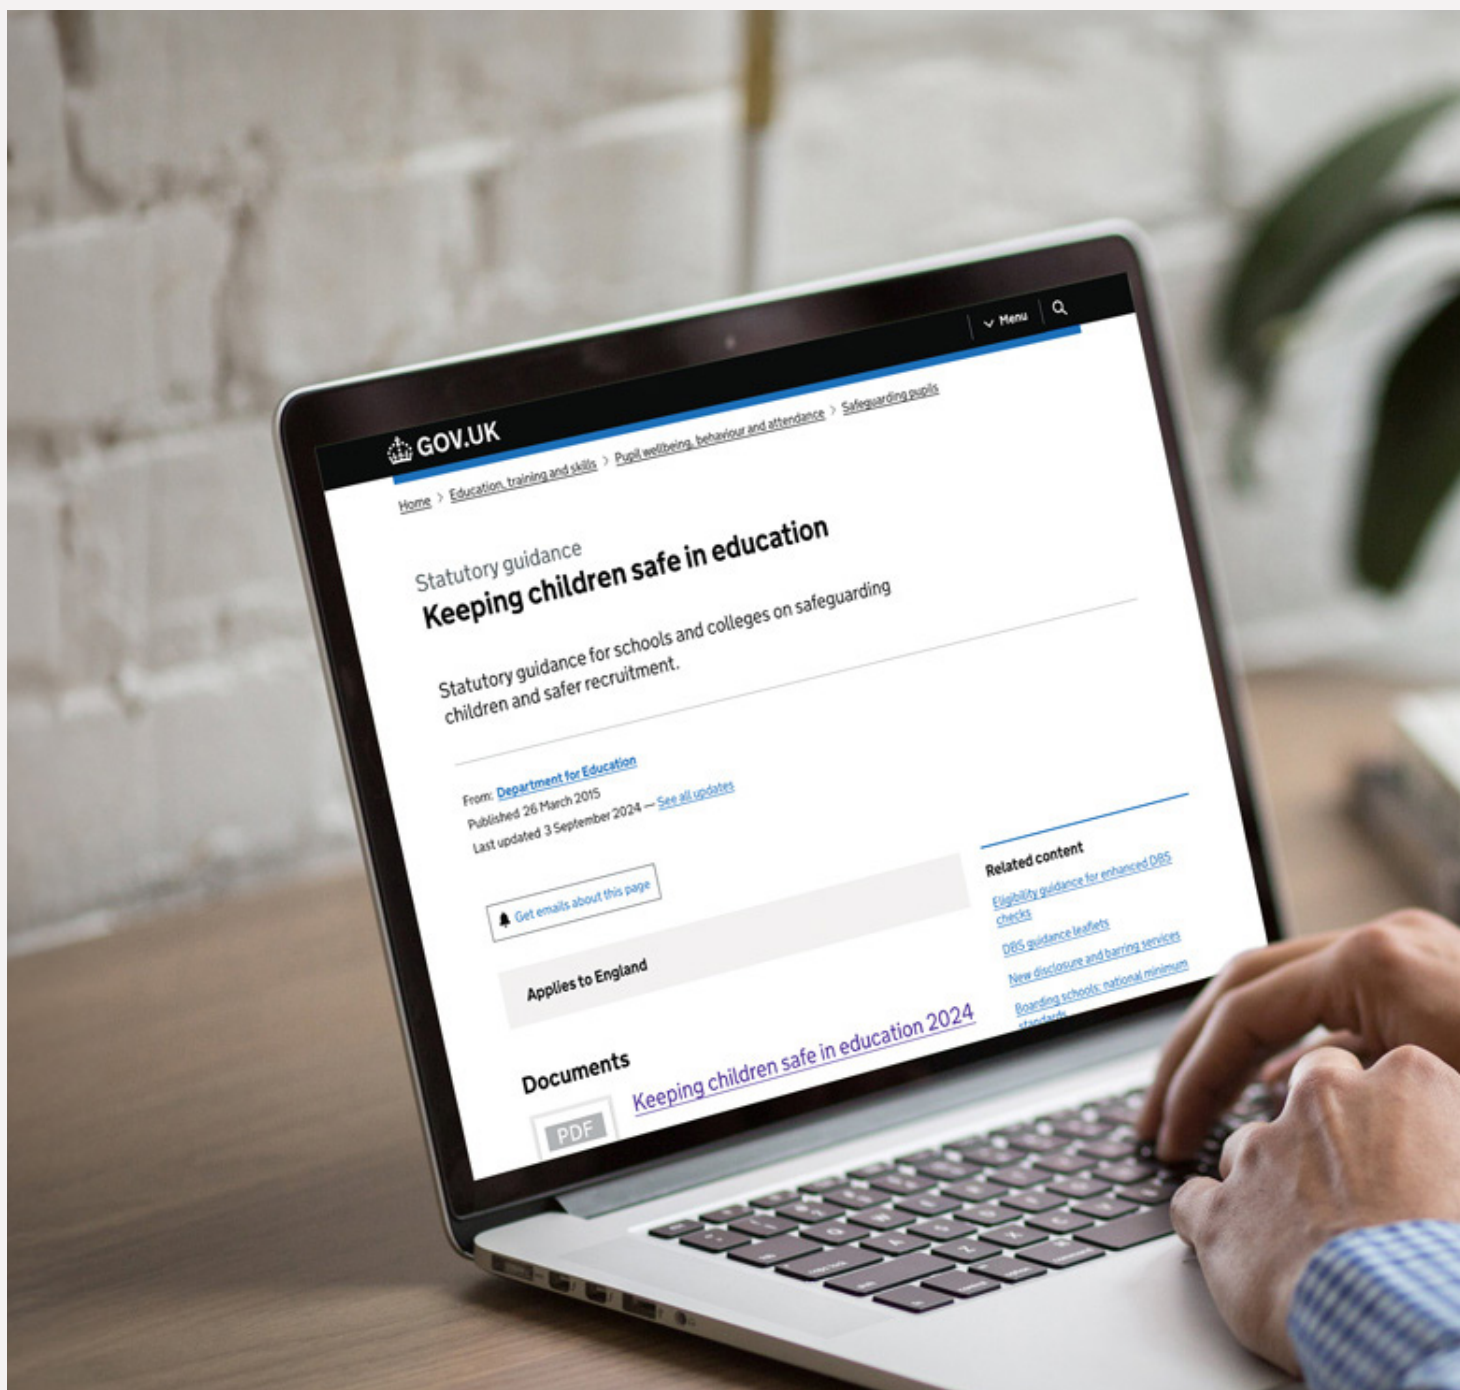 Menu
GOV.UK
Home > Education, training and skills > Pupil wellbeing, behaviour and attendance > Safeguarding pupils
Statutory guidance
Keeping children safe in education
Statutory guidance for schools and colleges on safeguarding
children and safer recruitment.
From: Department for Education
Published 26 March 2015
Last updated 3 September 2024 — See all updates
Get emails about this page
Applies to England
Related content
Eligibility guidance for enhanced DBS
checks
DBS guidance leaflets
New disclosure and barring services
Boarding schools: national minimum
standards
Documents
PDF
Keeping children safe in education 2024